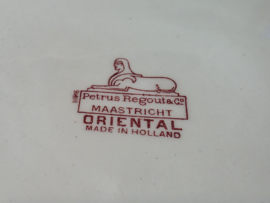 Petrus Regout & Co.
MAASTRICHT
ORIENTAL
MADE IN HOLLAND